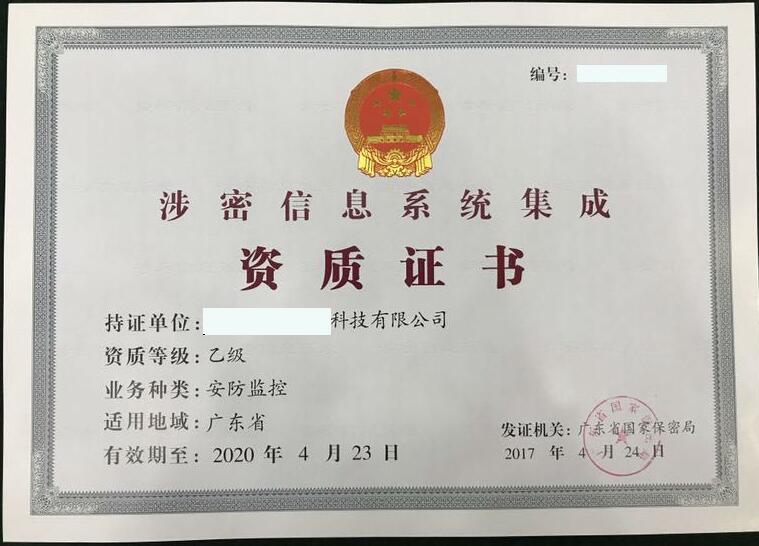 编号：
涉密信息系统集成
资质证书
持证单位：科技有限公司
资质等级：乙级
业务种类：安防监控
适用地域：广东省
有效期至：2020 年 4 月 23 日
发证机关：广东省国家保密局
2017 年 4 月 24 日